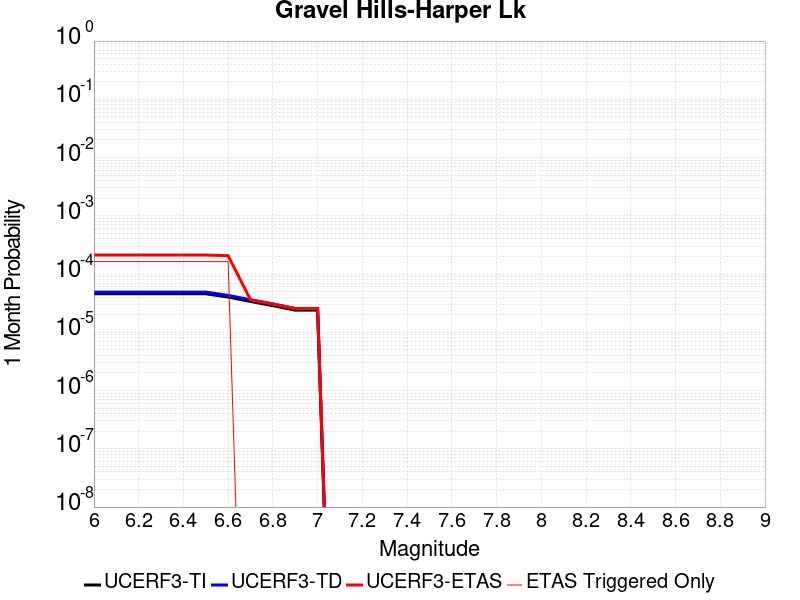 Gravel Hills-Harper Lk
10^0
10^-1
10^-2
10^-3
10^-4
10^-5
10^-6
10^-7
10^-8
1 Month Probability
6 6.2 6.4 6.6 6.8 7 7.2 7.4 7.6 7.8 8 8.2 8.4 8.6 8.8 9
Magnitude
UCERF3-TI UCERF3-TD UCERF3-ETAS ETAS Triggered Only